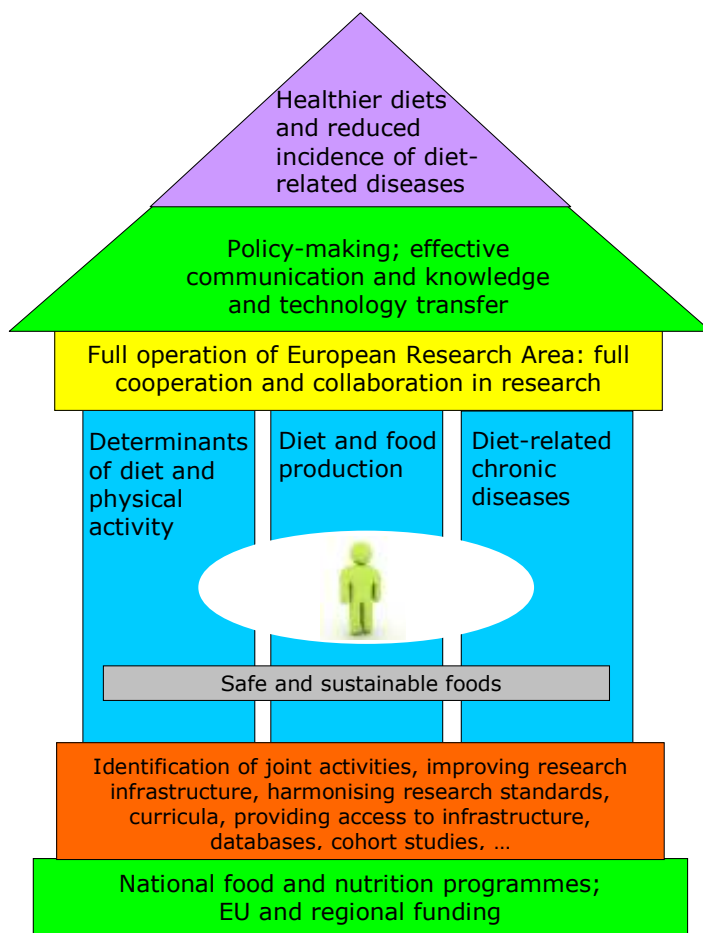 Healthier diets
and reduced
incidence of diet-
related diseases
Policy-making; effective
communication and knowledge
and technology transfer
Full operation of European Research Area: full
cooperation and collaboration in research
Determinants
of diet and
physical
activity
Diet and food
production
Diet-related
chronic
diseases
Safe and sustainable foods
Identification of joint activities, improving research
infrastructure, harmonising research standards,
curricula, providing access to infrastructure,
databases, cohort studies, ...
National food and nutrition programmes;
EU and regional funding